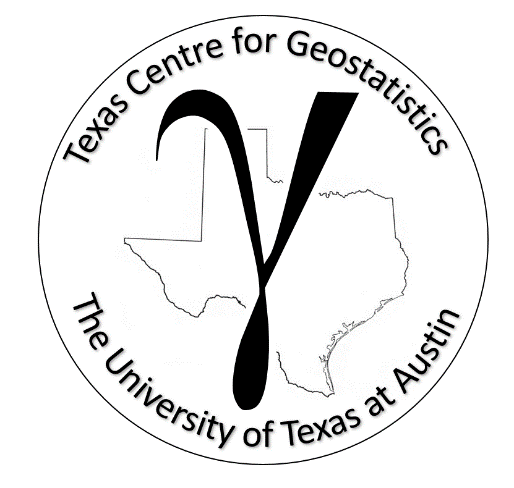 Texas Centre for Geostatistics
γ
The University of Texas at Austin